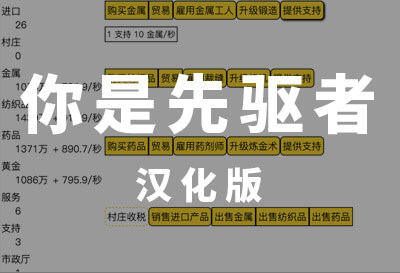 进口
购买金属 贸易 雇用金属工人 升级锻造 提供支持
26
村庄
1 支持 10 金属/秒
0
金属
你是先驱者
纺织品
药品
购买药品 贸易 雇用药剂师 升级炼金术 提供支持
1371万 + 890.7/秒
黄金
1086万 + 795.9/秒
汉化版
服务
6
村庄收税 销售进口产品 出售金属 出售纺织品 出售药品
支持
3
市政厅